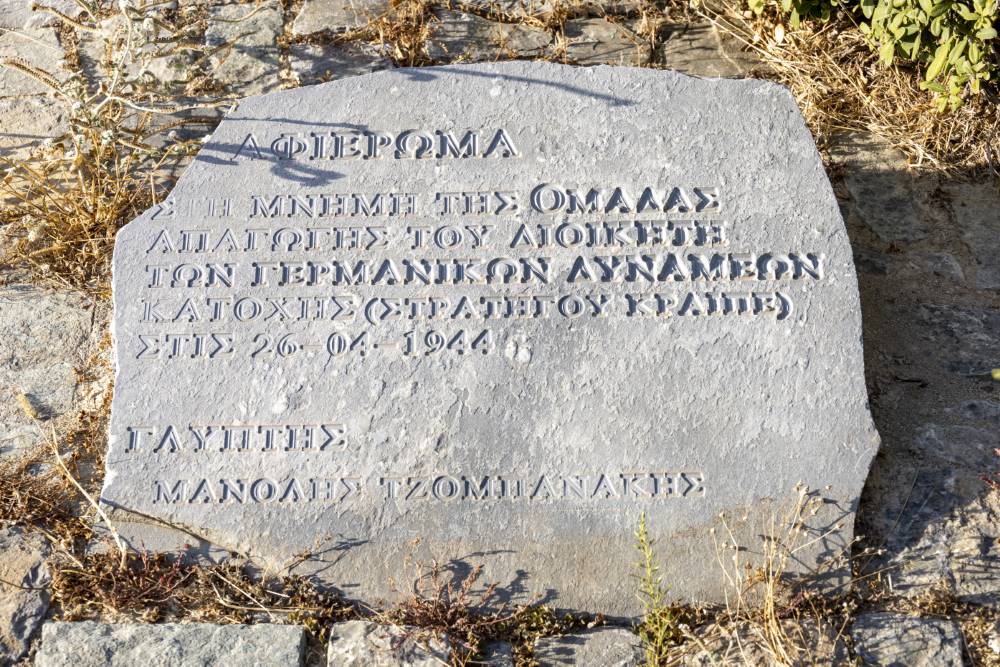 ΑΦΙΕΡΩΜΑ
ΣΤΗ ΜΝΗΜΗ ΤΗΣ ΟΜΑΔΑΣ
ΑΠΑΓΩΓΗΣ ΤΟΥ ΔΙΟΙΚΗΤΗ
ΤΩΝ ΓΕΡΜΑΝΙΚΩΝ ΔΥΝΑΜΕΩΝ
ΚΑΤΟΧΗΣ (ΣΤΡΑΤΗΓΟΥ ΚΡΑΙΠΕ)
ΣΤΙΣ 26-04-1944
ΓΛΥΠΤΗΣ
ΜΑΝΟΛΗΣ ΤΖΟΜΠΑΝΑΚΗΣ